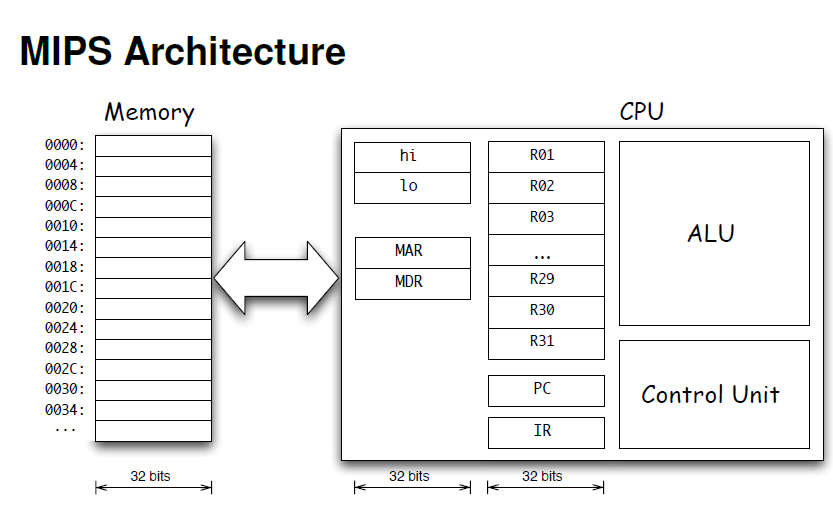 MIPS Architecture
Memory
0000:
0004:
0008:
000C:
0010:
0014:
0018:
001C:
0020:
0024:
0028:
002C:
0030:
0034:
...
32 bits
CPU
hi
lo
MAR
MDR
32 bits
R01
R02
R03
...
R29
R30
R31
PC
IR
32 bits
ALU
Control Unit